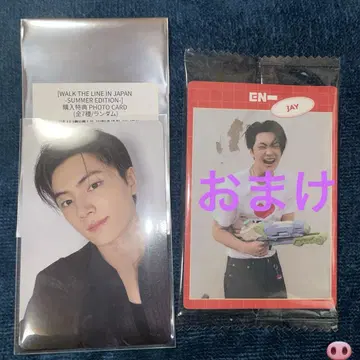 [WALK THE LINE IN JAPAN
-SUMMER EDITION-]
購入特典 PHOTO CARD
(全7種/ランダム)
EN-
JAY
おまけ